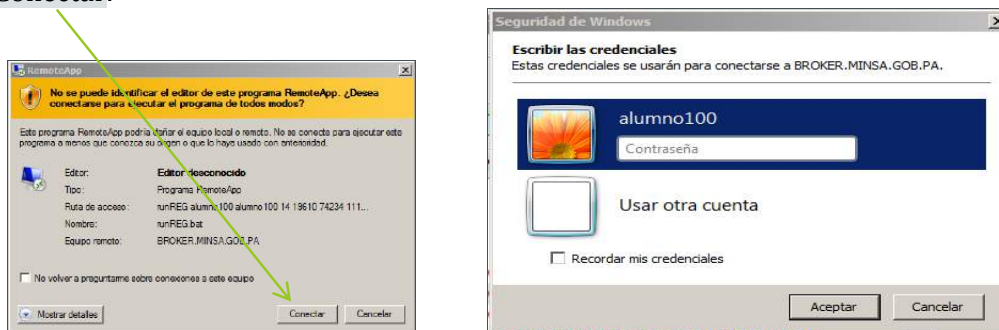 RemoteApp
No se puede identificar el editor de este programa RemoteApp. ¿Desea
conectarse para ejecutar el programa de todos modos?
Este programa RemoteApp podría dañar el equipo local o remoto. No se conecte para ejecutar este
programa a menos que conozca su origen o que lo haya usado con anterioridad.
Editor: Editor desconocido
Tipo: Programa RemoteApp
Ruta de acceso: runREG alumno100 alumno100 14 19610 74234 111...
Nombre: runREG.bat
Equipo remoto: BROKER.MINSA.GOB.PA
No volver a preguntarme sobre conexiones a este equipo
Mostrar detalles Conectar Cancelar
Seguridad de Windows
Escribir las credenciales
Estas credenciales se usarán para conectarse a BROKER.MINSA.GOB.PA.
alumno100
Contraseña
Usar otra cuenta
Recordar mis credenciales
Aceptar Cancelar